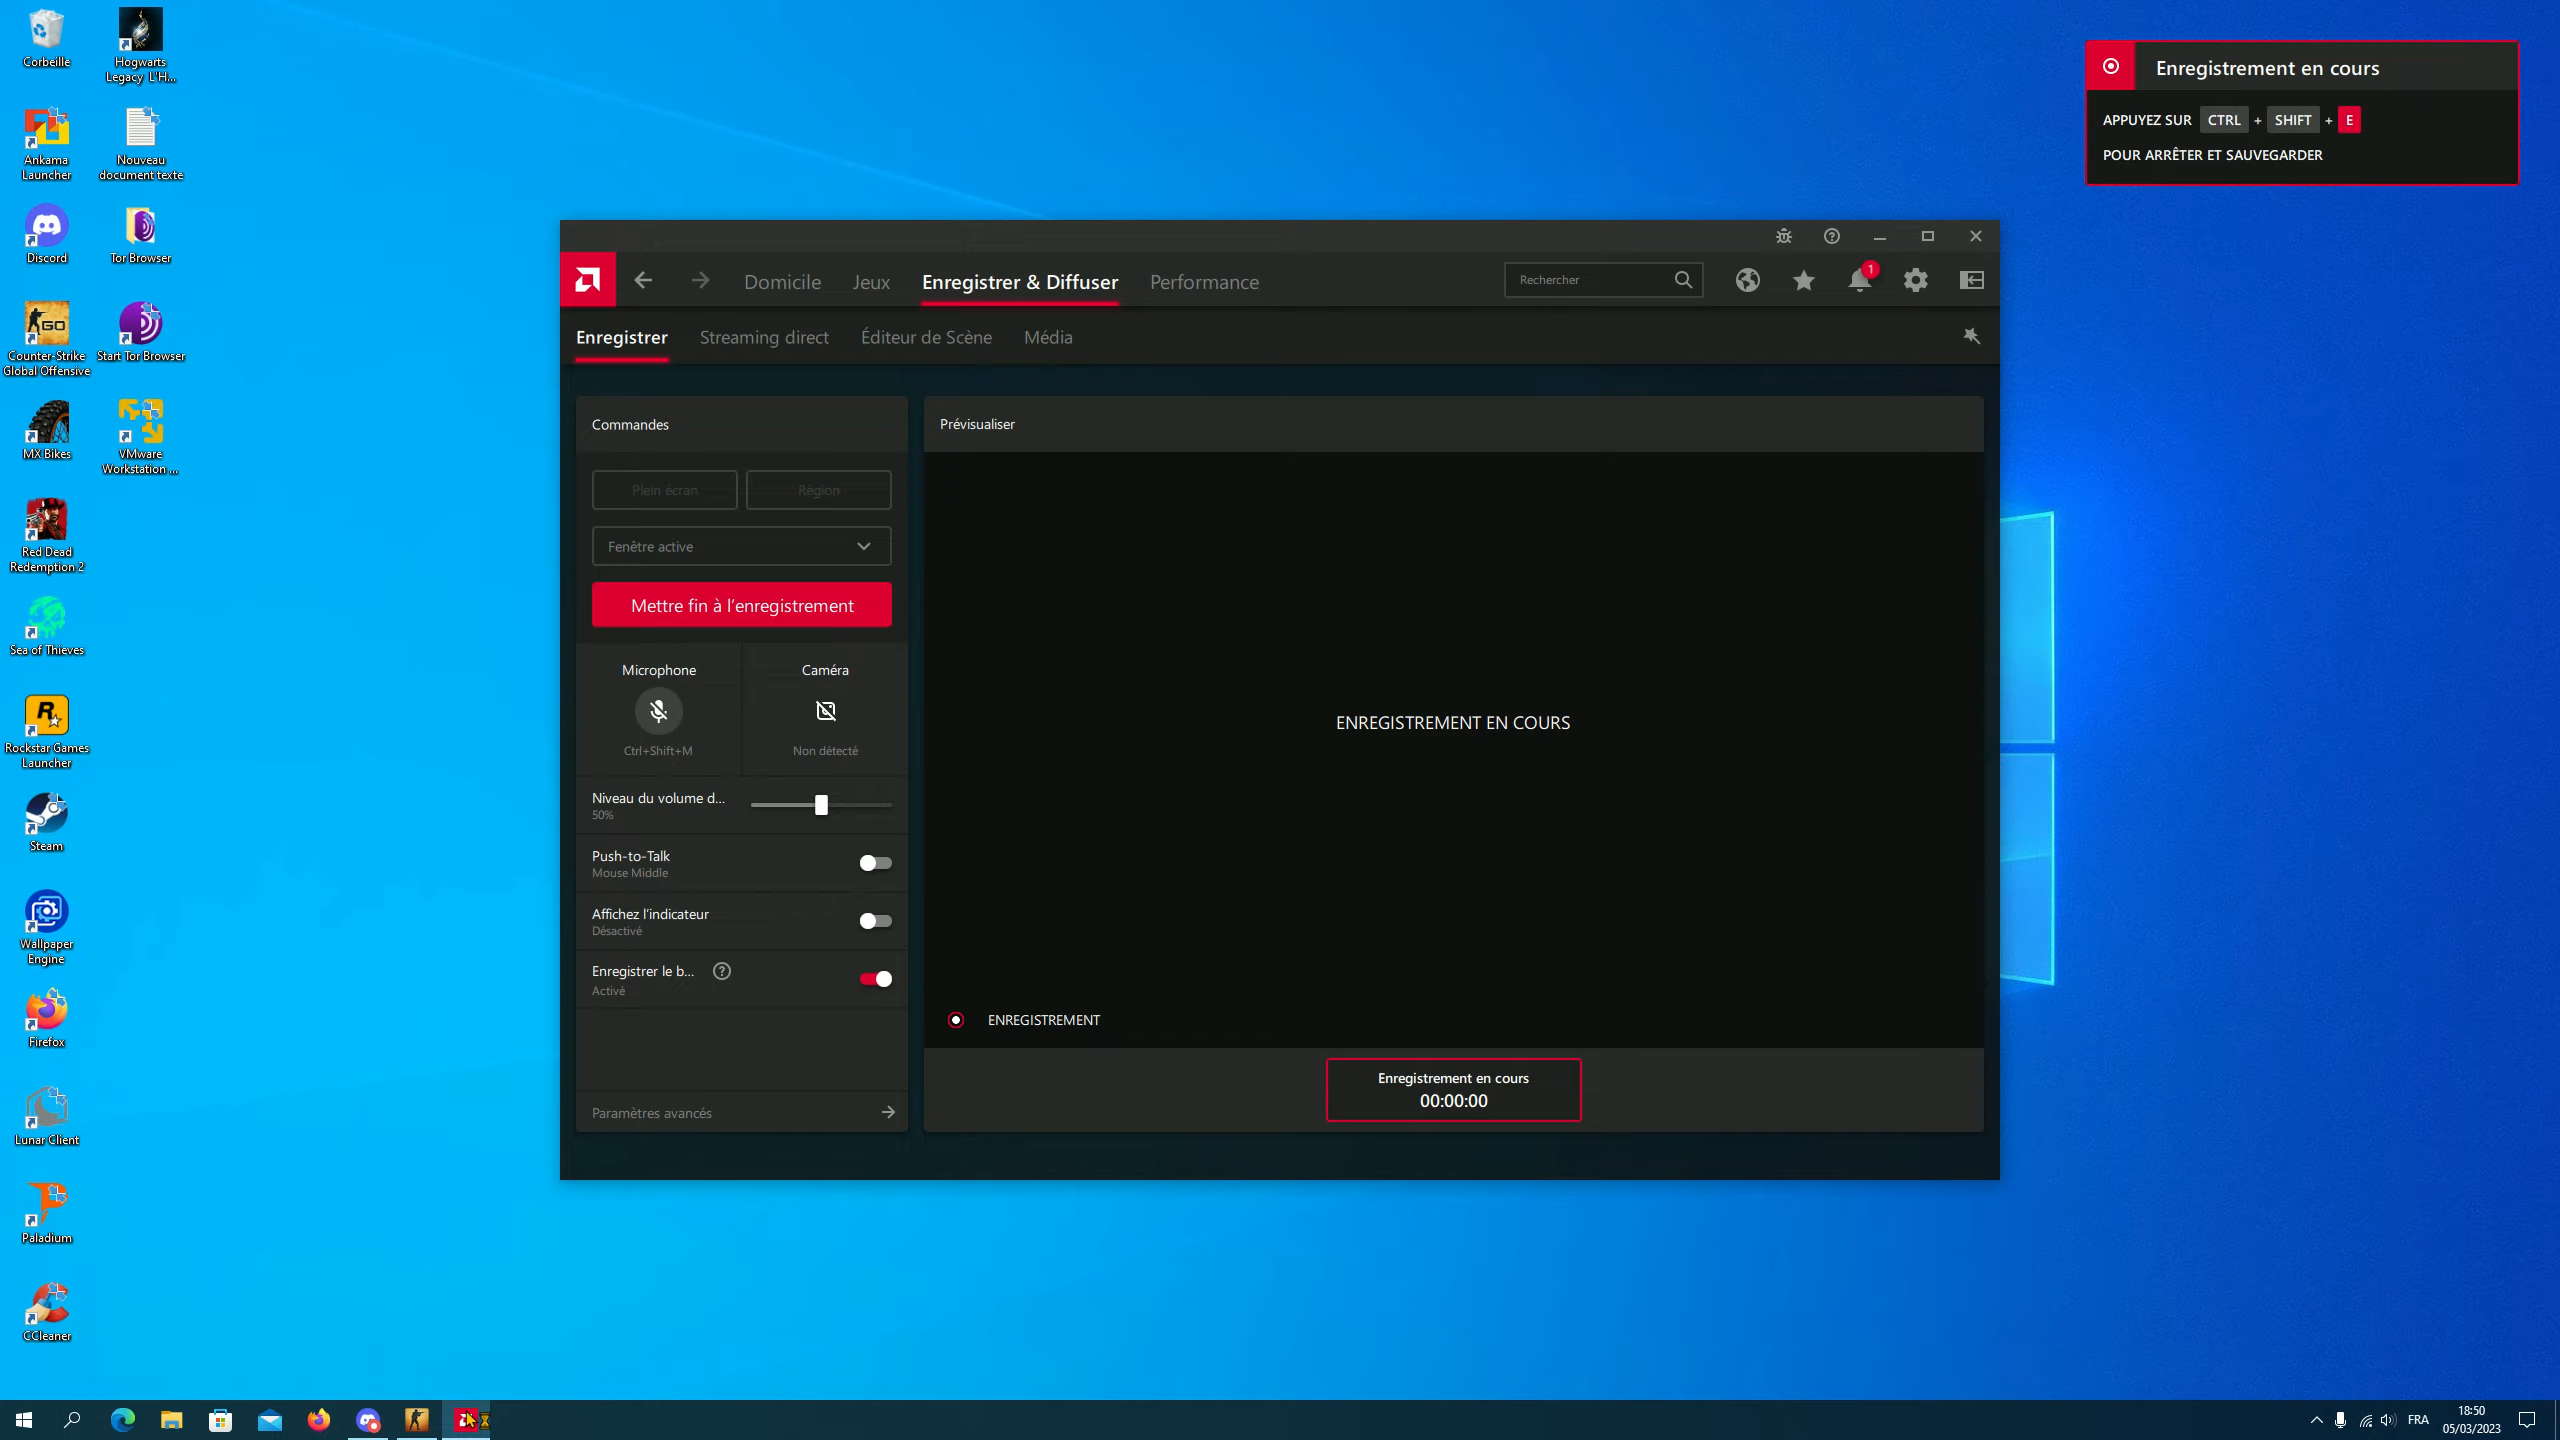 Corbeille
Hogwarts
Legacy  L'H...
Ankama
Launcher
Nouveau
document texte
Discord
Tor Browser
GO
Counter-Strike
Global Offensive
Start Tor Browser
MX Bikes
VMware
Workstation ...
Red Dead
Redemption 2
Sea of Thieves
Rockstar Games
Launcher
Steam
Wallpaper
Engine
Firefox
Lunar Client
Paladium
CCleaner
Enregistrement en cours
APPUYEZ SUR CTRL + SHIFT + E
POUR ARRÊTER ET SAUVEGARDER
Domicile Jeux Enregistrer & Diffuser Performance
Rechercher
1
Enregistrer Streaming direct Éditeur de Scène Média
Commandes
Plein écran Région
Fenêtre active
Mettre fin à l'enregistrement
Microphone Caméra
Ctrl+Shift+M Non détecté
Niveau du volume d...
50%
Push-to-Talk
Mouse Middle
Affichez l'indicateur
Désactivé
Enregistrer le b...
Activé
Paramètres avancés
Prévisualiser
ENREGISTREMENT EN COURS
ENREGISTREMENT
Enregistrement en cours
00:00:00
FRA
18:50
05/03/2023